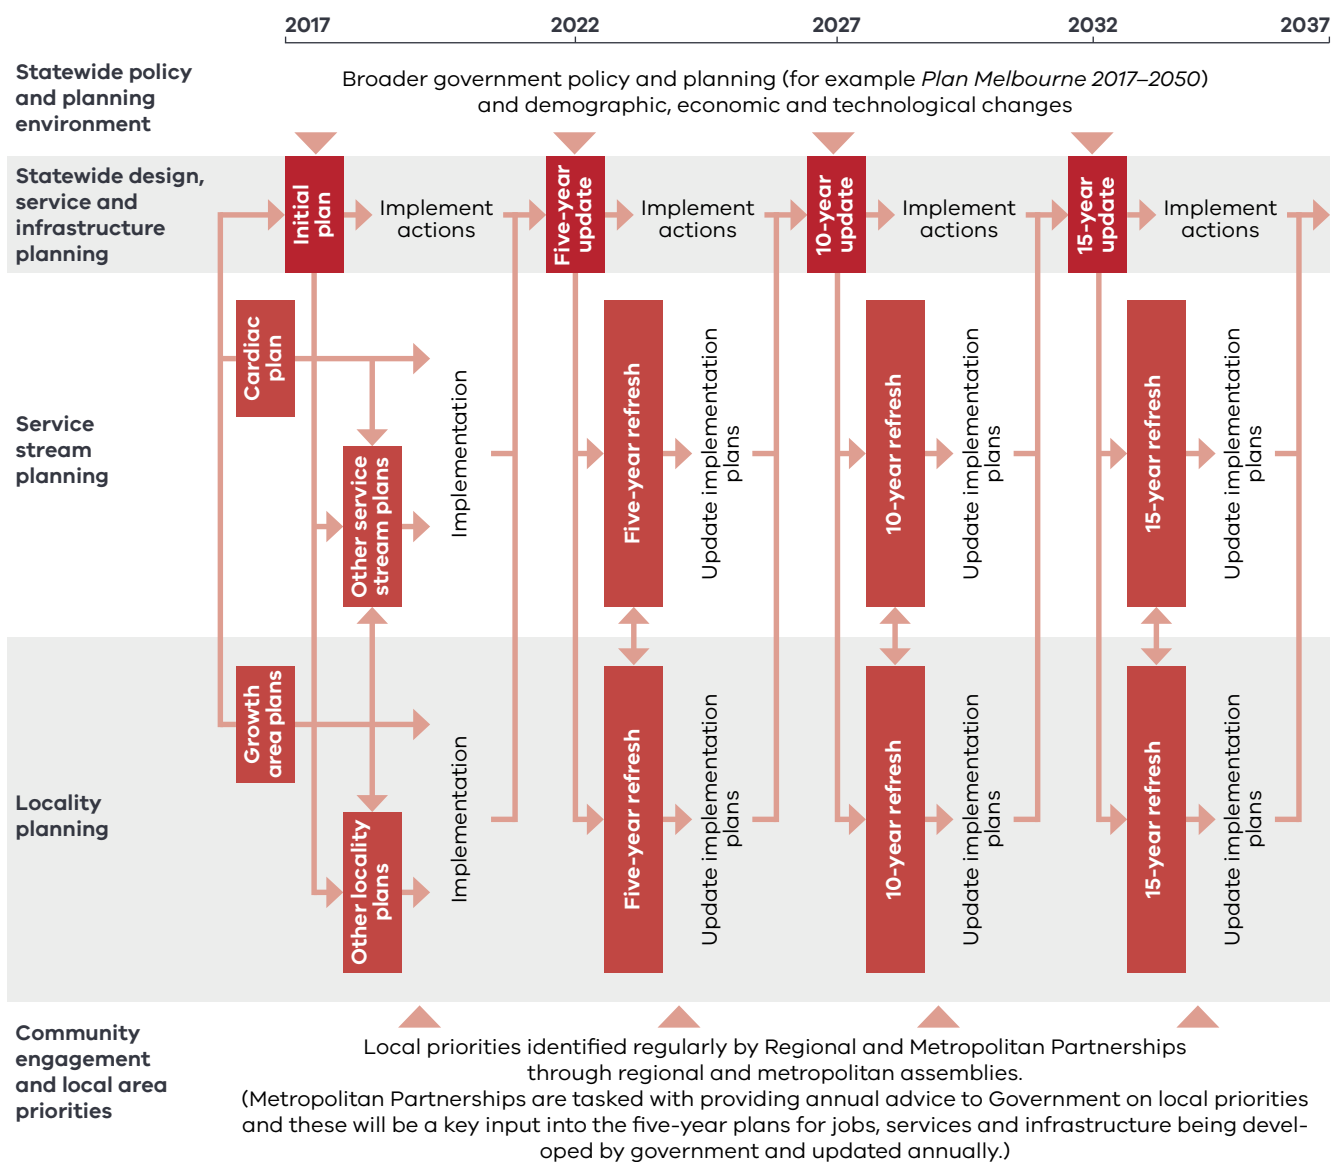 2017
2022
2027
2032
2037
Statewide policy
and planning
environment
Broader government policy and planning (for example Plan Melbourne 2017–2050)
and demographic, economic and technological changes
Statewide design,
service and
infrastructure
planning
Initial
plan
Implement
actions
Five-year
update
Implement
actions
10-year
update
Implement
actions
15-year
update
Implement
actions
Service
stream
planning
Cardiac
plan
Other service
stream plans
Implementation
Five-year refresh
Update implementation
plans
10-year refresh
Update implementation
plans
15-year refresh
Update implementation
plans
Locality
planning
Growth
area plans
Other locality
plans
Implementation
Five-year refresh
Update implementation
plans
10-year refresh
Update implementation
plans
15-year refresh
Update implementation
plans
Community
engagement
and local area
priorities
Local priorities identified regularly by Regional and Metropolitan Partnerships
through regional and metropolitan assemblies.
(Metropolitan Partnerships are tasked with providing annual advice to Government on local priorities
and these will be a key input into the five-year plans for jobs, services and infrastructure being devel-
oped by government and updated annually.)